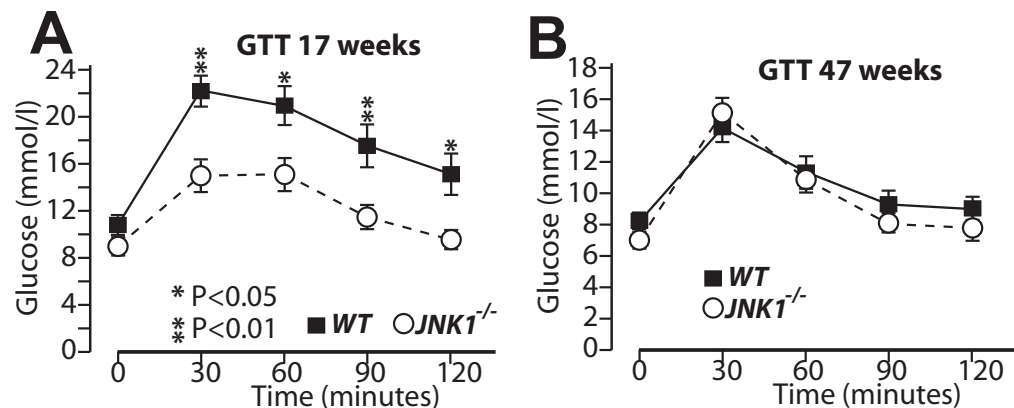 A
GTT 17 weeks
Glucose (mmol/l)
24
20
16
12
8
4
0
**
*
**
*
* P<0.05
** P<0.01
WT
JNK1-/-
0 30 60 90 120
Time (minutes)
B
GTT 47 weeks
Glucose (mmol/l)
18
16
14
12
10
8
6
4
2
0
WT
JNK1-/-
0 30 60 90 120
Time (minutes)